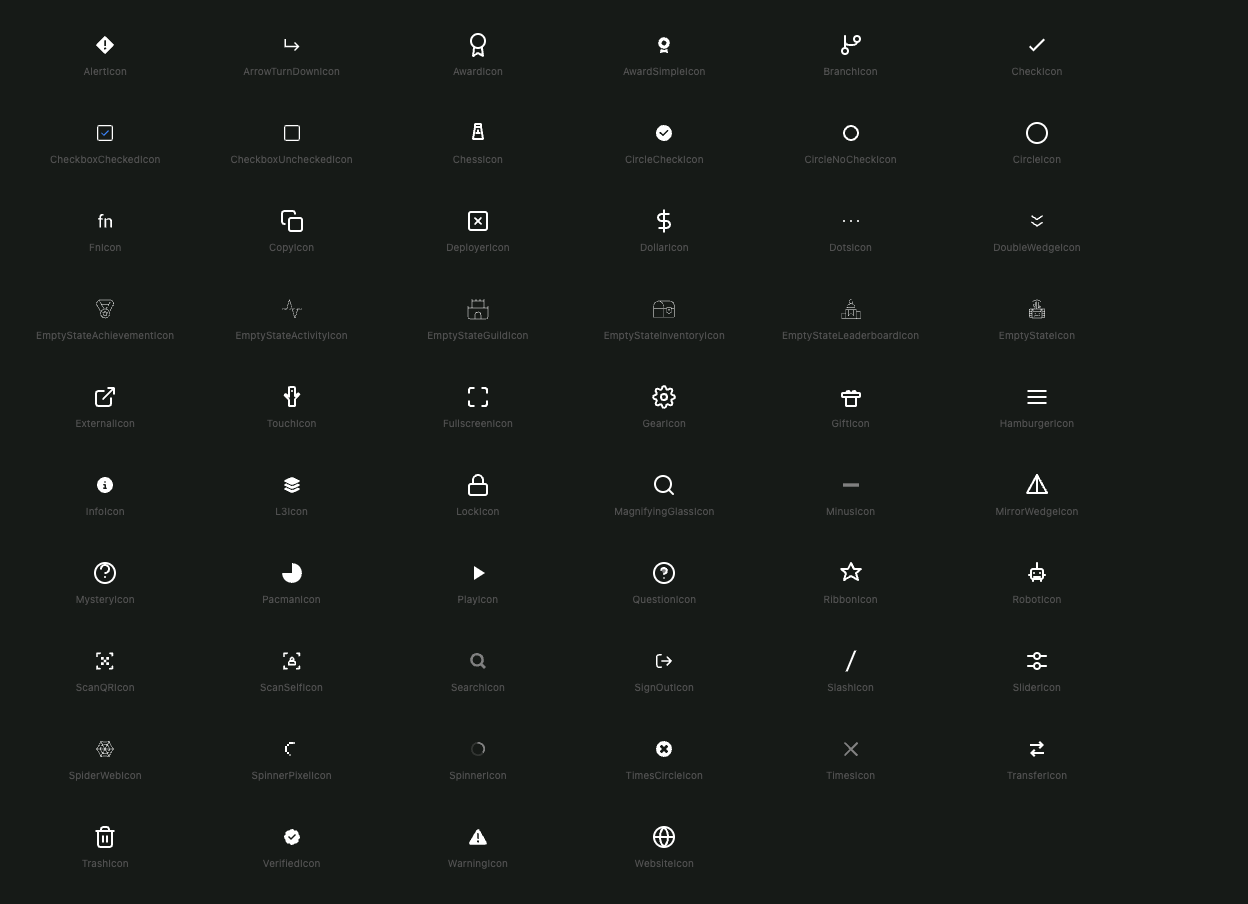 AlertIcon
ArrowTurnDownIcon
AwardIcon
AwardSimpleIcon
BranchIcon
CheckIcon
CheckboxCheckedIcon
CheckboxUncheckedIcon
ChessIcon
CircleCheckIcon
CircleNoCheckIcon
CircleIcon
fn
FnIcon
CopyIcon
DeployerIcon
DollarIcon
DotsIcon
DoubleWedgeIcon
EmptyStateAchievementIcon
EmptyStateActivityIcon
EmptyStateGuildIcon
EmptyStateInventoryIcon
EmptyStateLeaderboardIcon
EmptyStateIcon
ExternalIcon
TouchIcon
FullscreenIcon
GearIcon
GiftIcon
HamburgerIcon
InfoIcon
L3Icon
LockIcon
MagnifyingGlassIcon
MinusIcon
MirrorWedgeIcon
MysteryIcon
PacmanIcon
PlayIcon
QuestionIcon
RibbonIcon
RobotIcon
ScanQRIcon
ScanSelfIcon
SearchIcon
SignOutIcon
SlashIcon
SliderIcon
SpiderWebIcon
SpinnerPixelIcon
SpinnerIcon
TimesCircleIcon
TimesIcon
TransferIcon
TrashIcon
VerifiedIcon
WarningIcon
WebsiteIcon